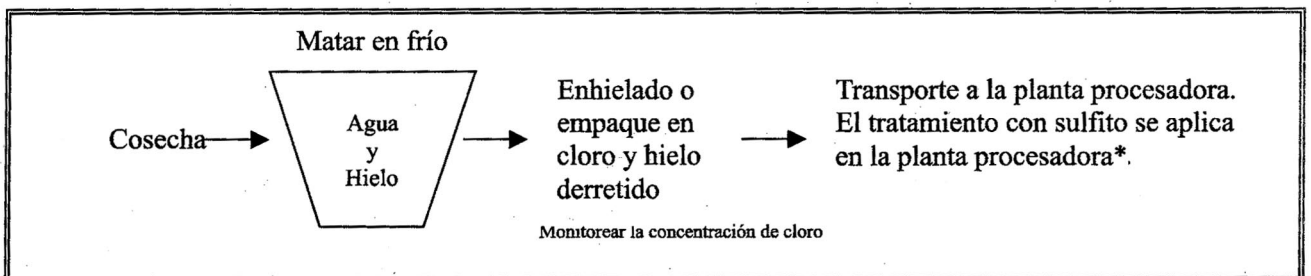 Matar en frío
Cosecha
Agua
y
Hielo
Enhielado o
empaque en
cloro y hielo
derretido
Monitorear la concentración de cloro
Transporte a la planta procesadora.
El tratamiento con sulfito se aplica
en la planta procesadora*.